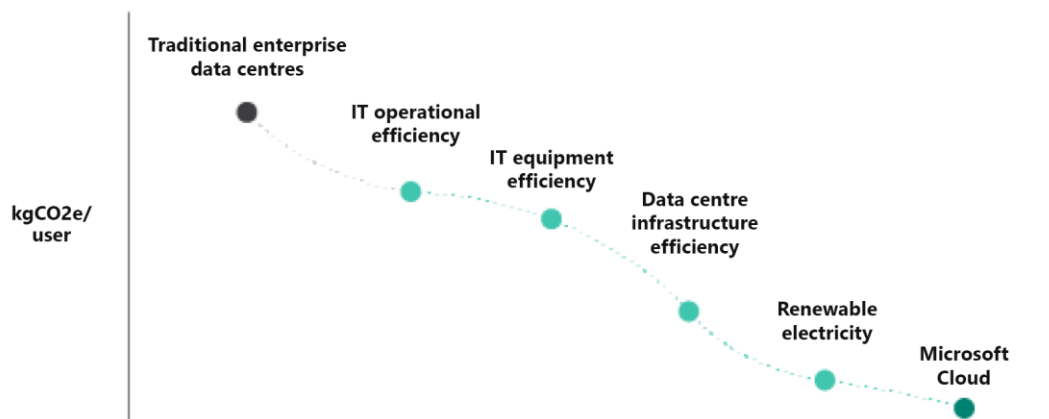 Traditional enterprise
data centres
IT operational
efficiency
IT equipment
efficiency
Data centre
infrastructure
efficiency
kgCO2e/
user
Renewable
electricity
Microsoft
Cloud